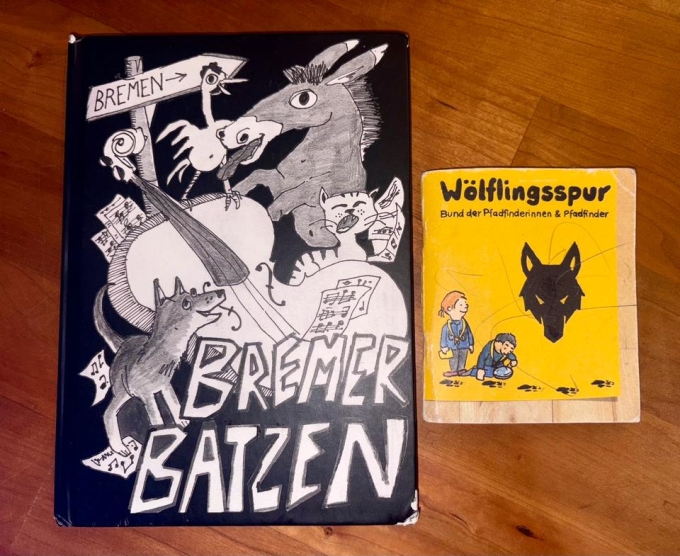 BREMEN
BREMER
BATZEN
Wölflingsspur
Bund der Pfadfinderinnen & Pfadfinder